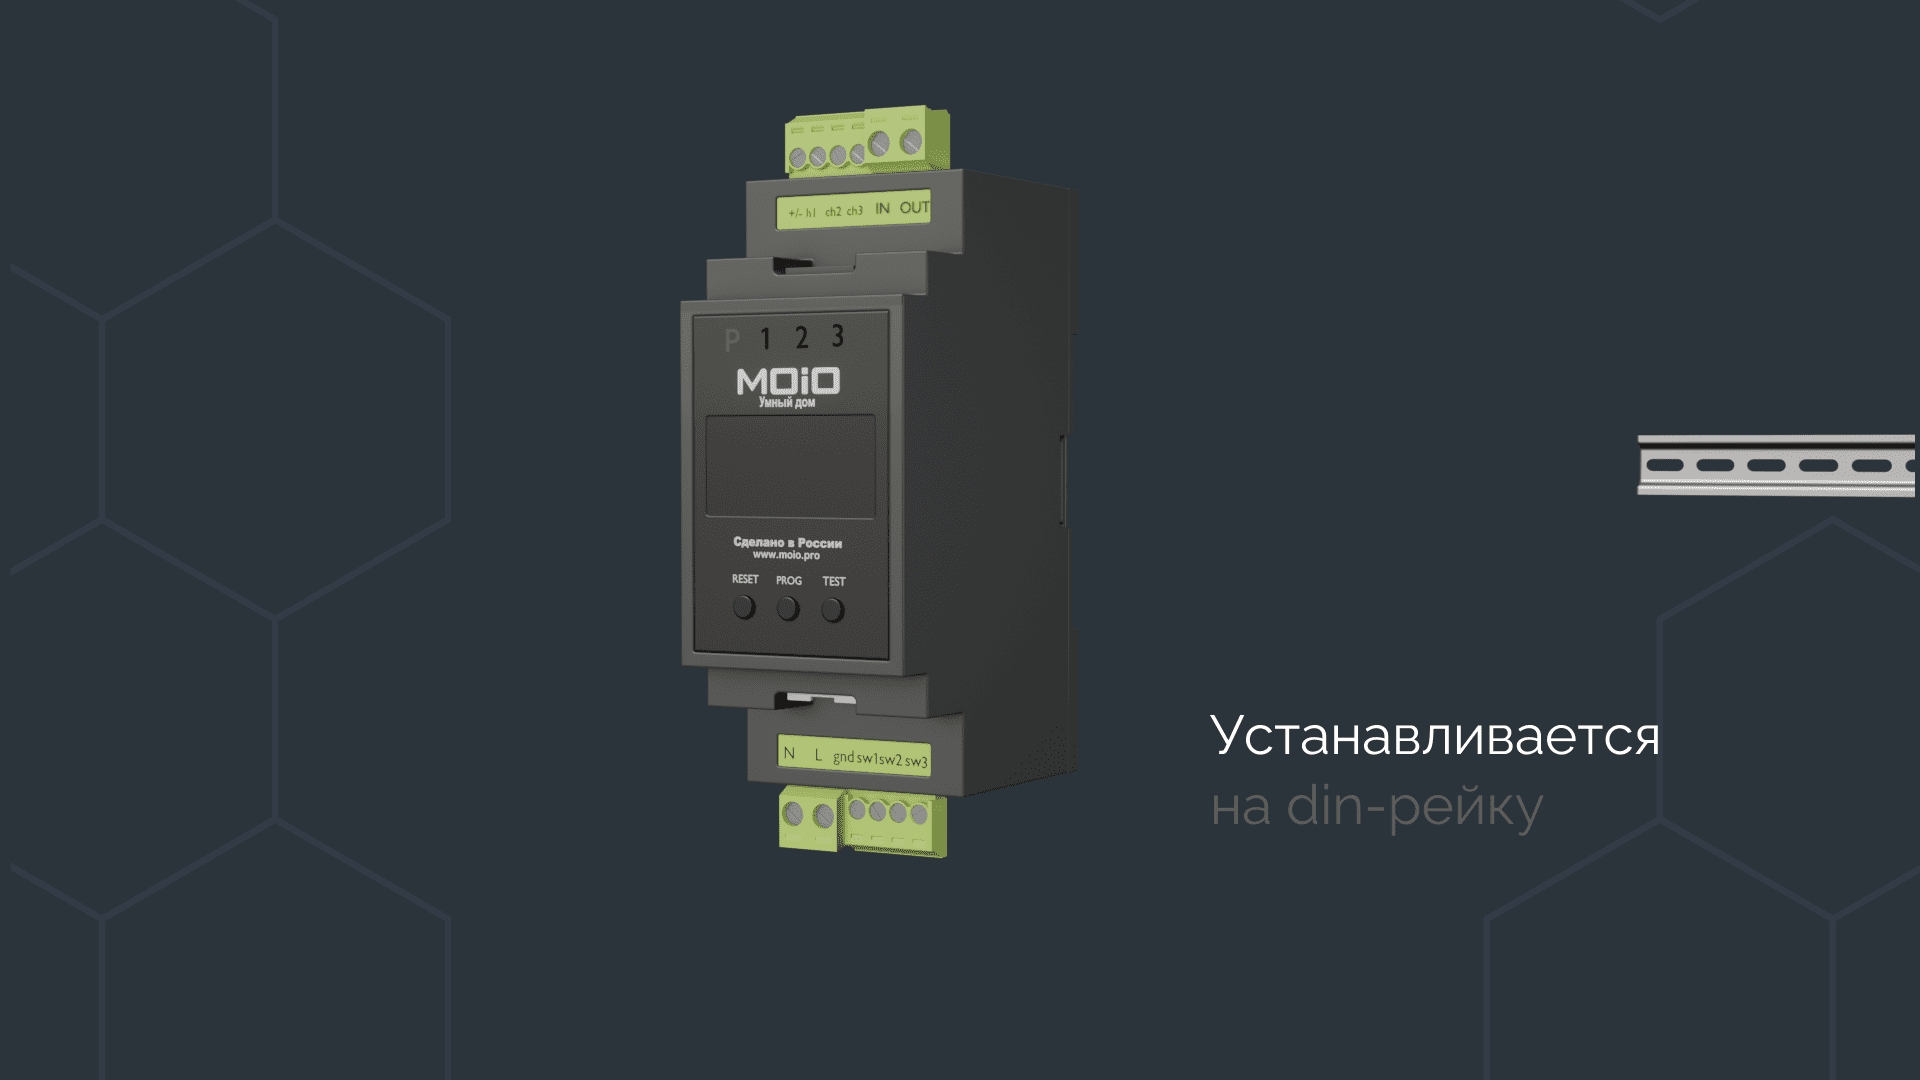 +/- h1 ch2 ch3 IN OUT
P 1 2 3
MOiO
Умный дом
Сделано в России
www.moio.pro
RESET PROG TEST
N L gnd sw1 sw2 sw3
Устанавливается
на din-рейку